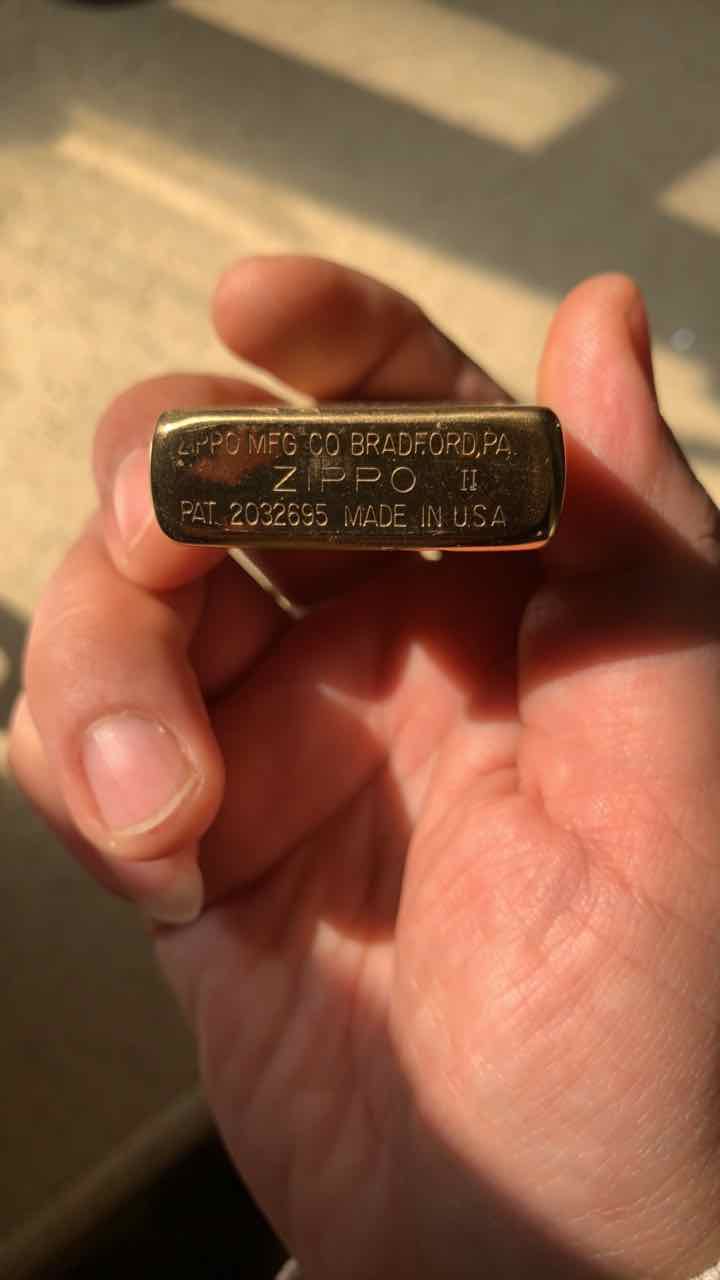 ZIPPO MFG CO BRADFORD,PA.
ZIPPO II
PAT. 2032695 MADE IN U.S.A